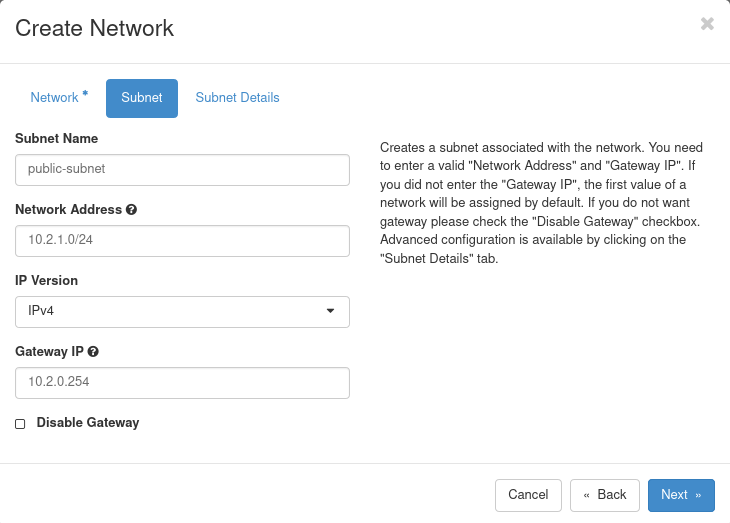 Create Network
×
Network *
Subnet
Subnet Details
Subnet Name
public-subnet
Network Address
10.2.1.0/24
IP Version
IPv4
Gateway IP
10.2.0.254
Disable Gateway
Creates a subnet associated with the network. You need
to enter a valid "Network Address" and "Gateway IP". If
you did not enter the "Gateway IP", the first value of a
network will be assigned by default. If you do not want
gateway please check the "Disable Gateway" checkbox.
Advanced configuration is available by clicking on the
"Subnet Details" tab.
Cancel
« Back
Next »